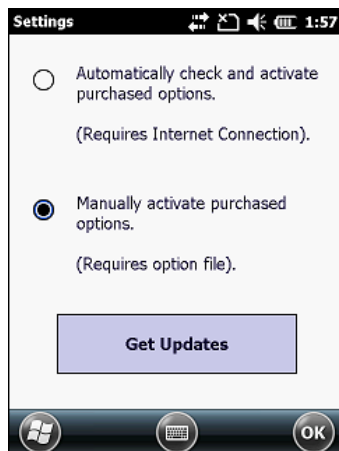 Settings 1:57
Automatically check and activate
purchased options.
(Requires Internet Connection).
Manually activate purchased
options.
(Requires option file).
Get Updates
OK